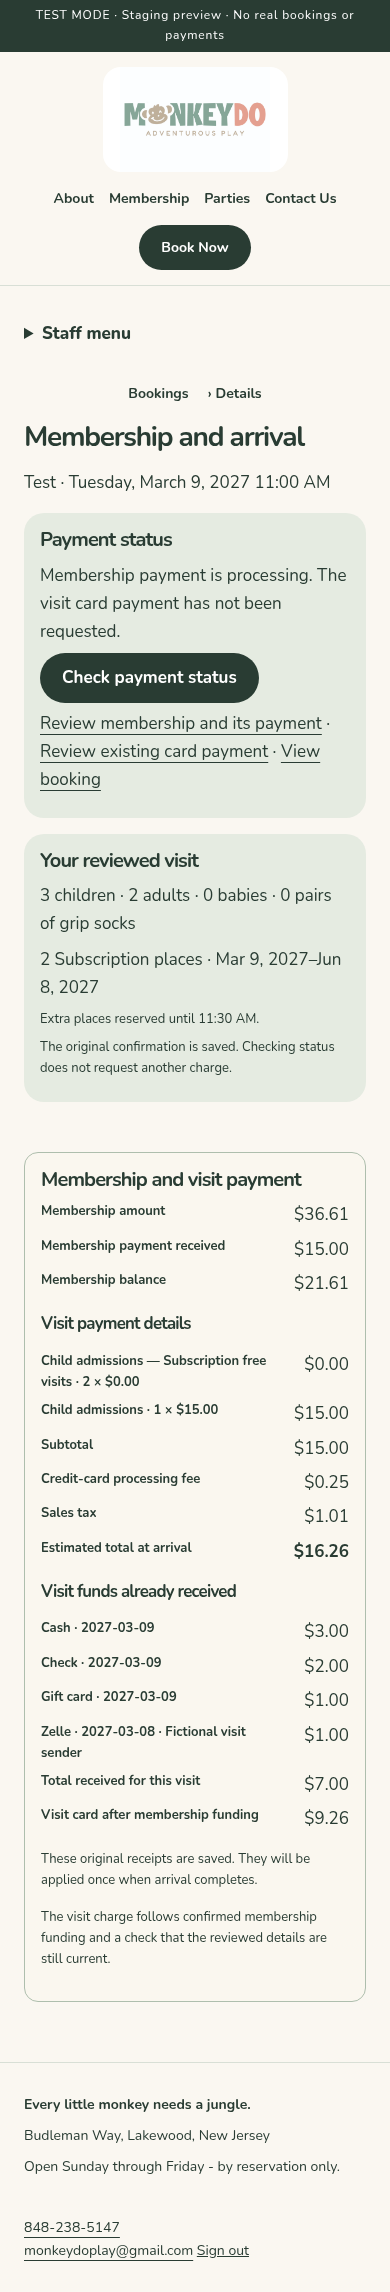 TEST MODE · Staging preview · No real bookings or
payments
MONKEYDO
ADVENTUROUS PLAY
About Membership Parties Contact Us
Book Now
Staff menu
Bookings › Details
Membership and arrival
Test · Tuesday, March 9, 2027 11:00 AM
Payment status
Membership payment is processing. The
visit card payment has not been
requested.
Check payment status
Review membership and its payment ·
Review existing card payment · View
booking
Your reviewed visit
3 children · 2 adults · 0 babies · 0 pairs
of grip socks
2 Subscription places · Mar 9, 2027–Jun
8, 2027
Extra places reserved until 11:30 AM.
The original confirmation is saved. Checking status
does not request another charge.
Membership and visit payment
Membership amount $36.61
Membership payment received $15.00
Membership balance $21.61
Visit payment details
Child admissions — Subscription free
visits · 2 × $0.00 $0.00
Child admissions · 1 × $15.00 $15.00
Subtotal $15.00
Credit-card processing fee $0.25
Sales tax $1.01
Estimated total at arrival $16.26
Visit funds already received
Cash · 2027-03-09 $3.00
Check · 2027-03-09 $2.00
Gift card · 2027-03-09 $1.00
Zelle · 2027-03-08 · Fictional visit
sender $1.00
Total received for this visit $7.00
Visit card after membership funding $9.26
These original receipts are saved. They will be
applied once when arrival completes.
The visit charge follows confirmed membership
funding and a check that the reviewed details are
still current.
Every little monkey needs a jungle.
Budleman Way, Lakewood, New Jersey
Open Sunday through Friday - by reservation only.
848-238-5147
monkeydoplay@gmail.com Sign out